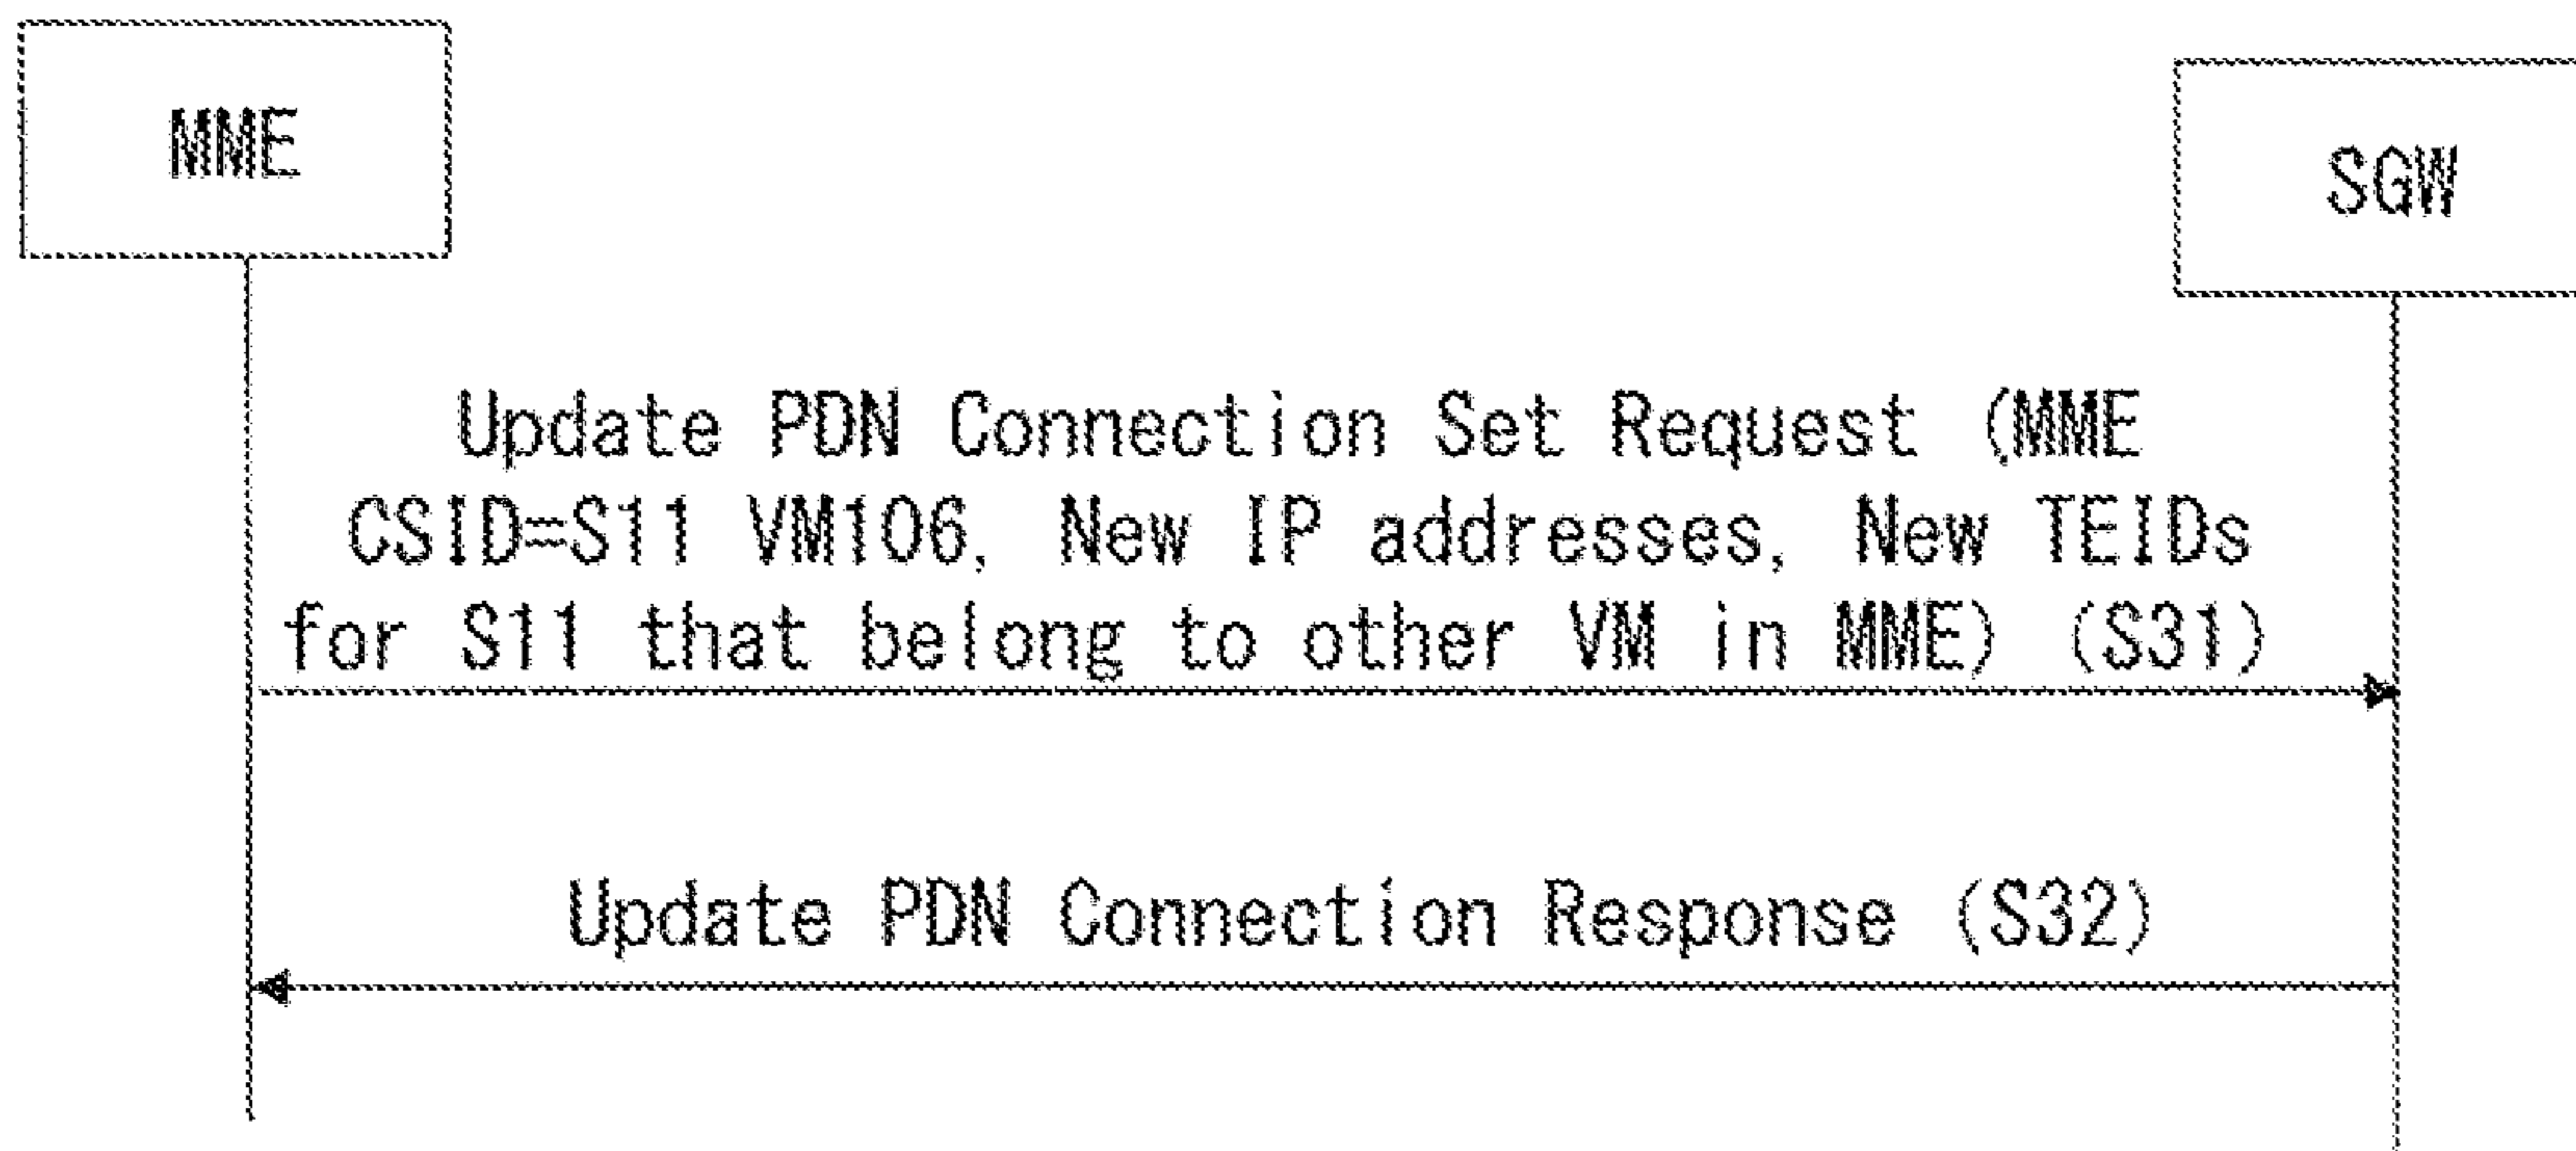 MME
SGW
Update PDN Connection Set Request (MME
CSID=S11 VM106, New IP addresses, New TEIDs
for S11 that belong to other VM in MME) (S31)
Update PDN Connection Response (S32)